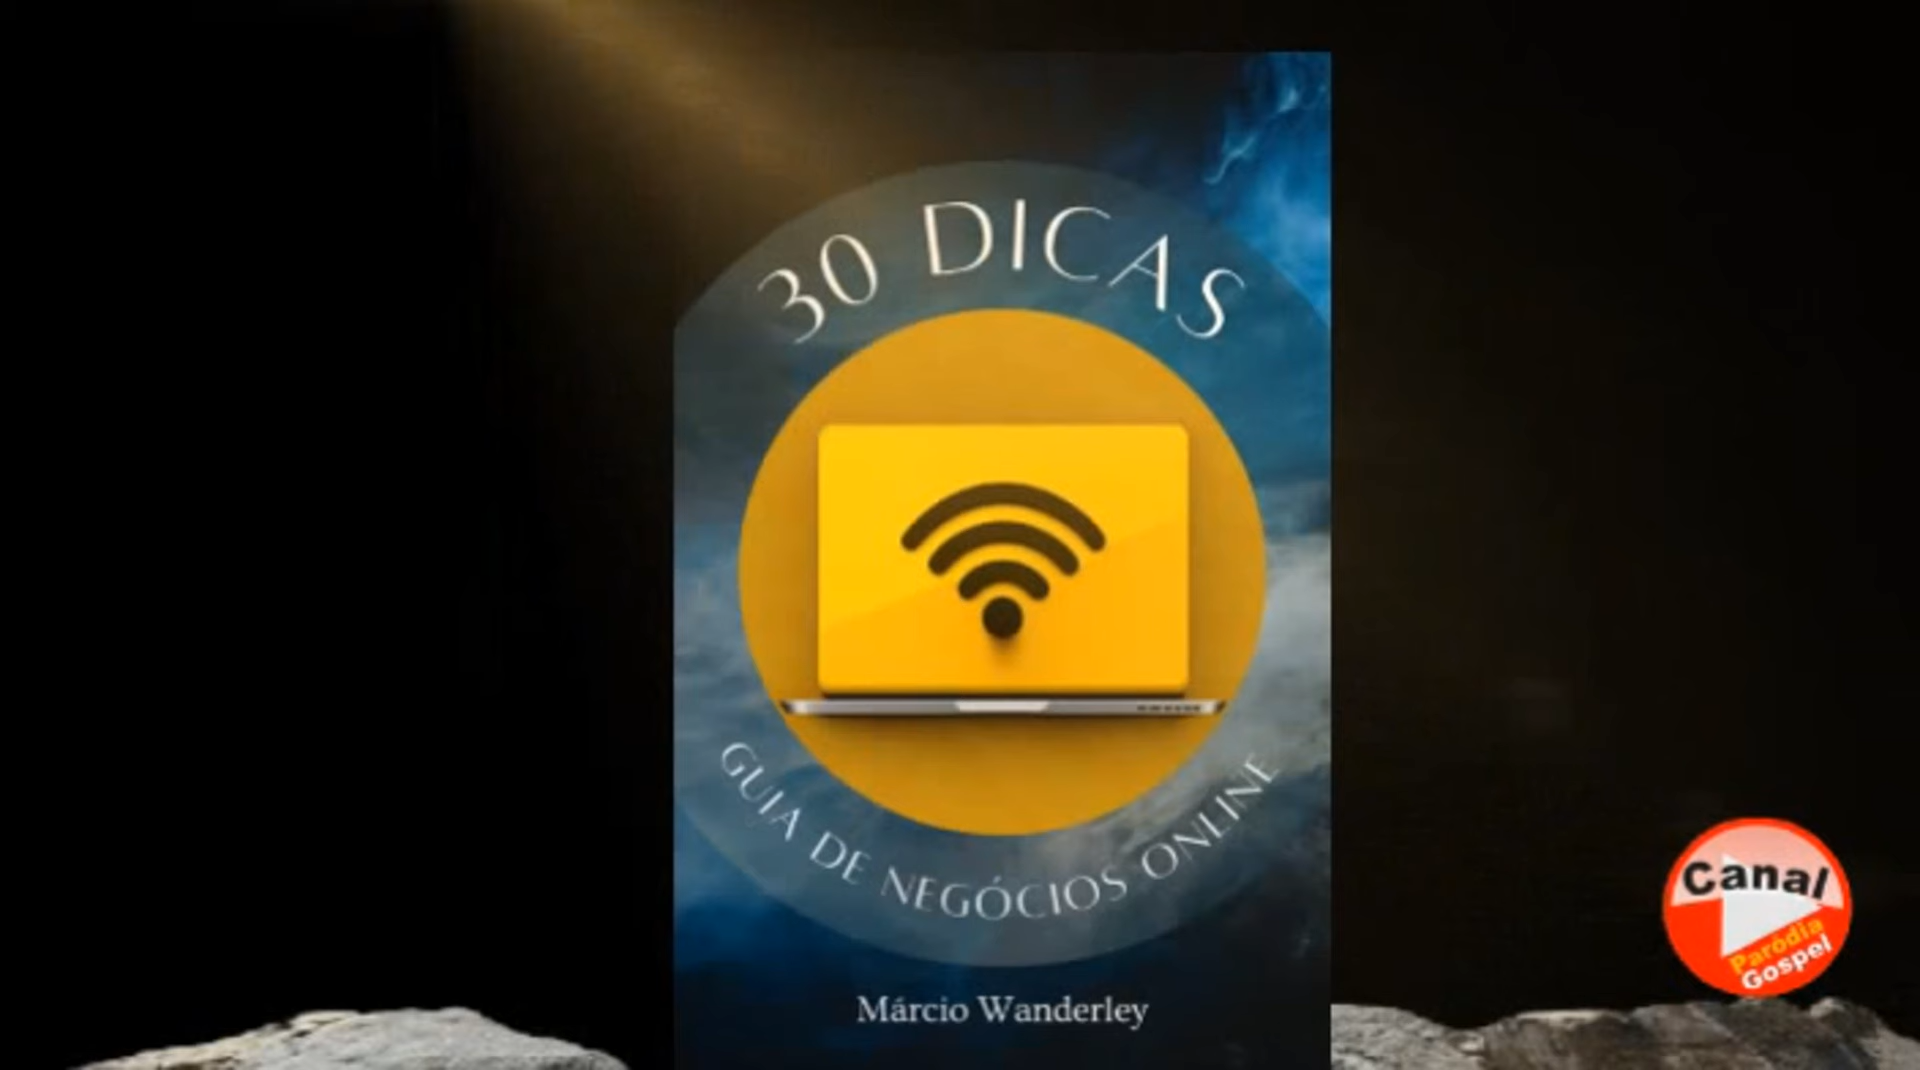 30 DICAS
GUIA DE NEGÓCIOS ONLINE
Márcio Wanderley
Canal
Paródia
Gospel